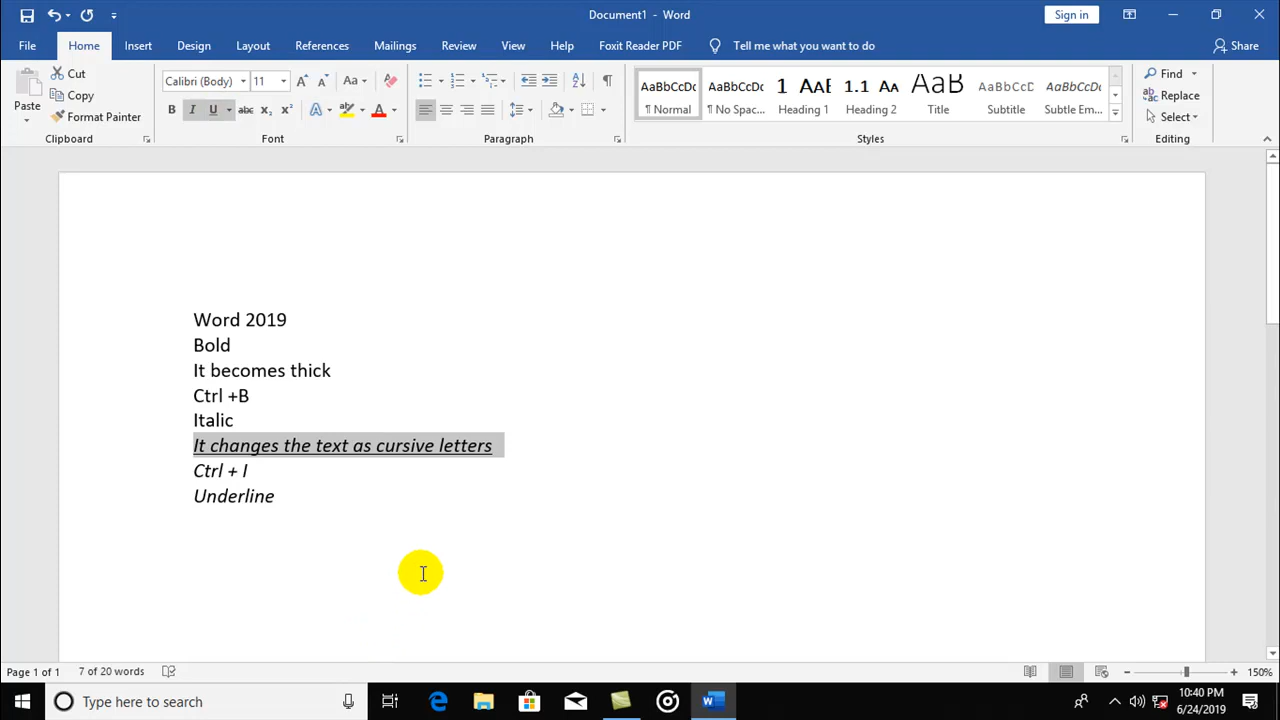 Document1 - Word
Sign in
File Home Insert Design Layout References Mailings Review View Help Foxit Reader PDF Tell me what you want to do Share
Paste
Cut
Copy
Format Painter
Clipboard
Calibri (Body) 11 Aa
B I U abc x₂ x² A A
Font
Paragraph
AaBbCcDc AaBbCcDc 1 AaE 1.1 Aa AaB AaBbCcD AaBbCcDc
¶ Normal ¶ No Spac... Heading 1 Heading 2 Title Subtitle Subtle Em...
Styles
Find
Replace
Select
Editing
Word 2019
Bold
It becomes thick
Ctrl +B
Italic
It changes the text as cursive letters
Ctrl + I
Underline
Page 1 of 1 7 of 20 words 150%
Type here to search
10:40 PM
6/24/2019